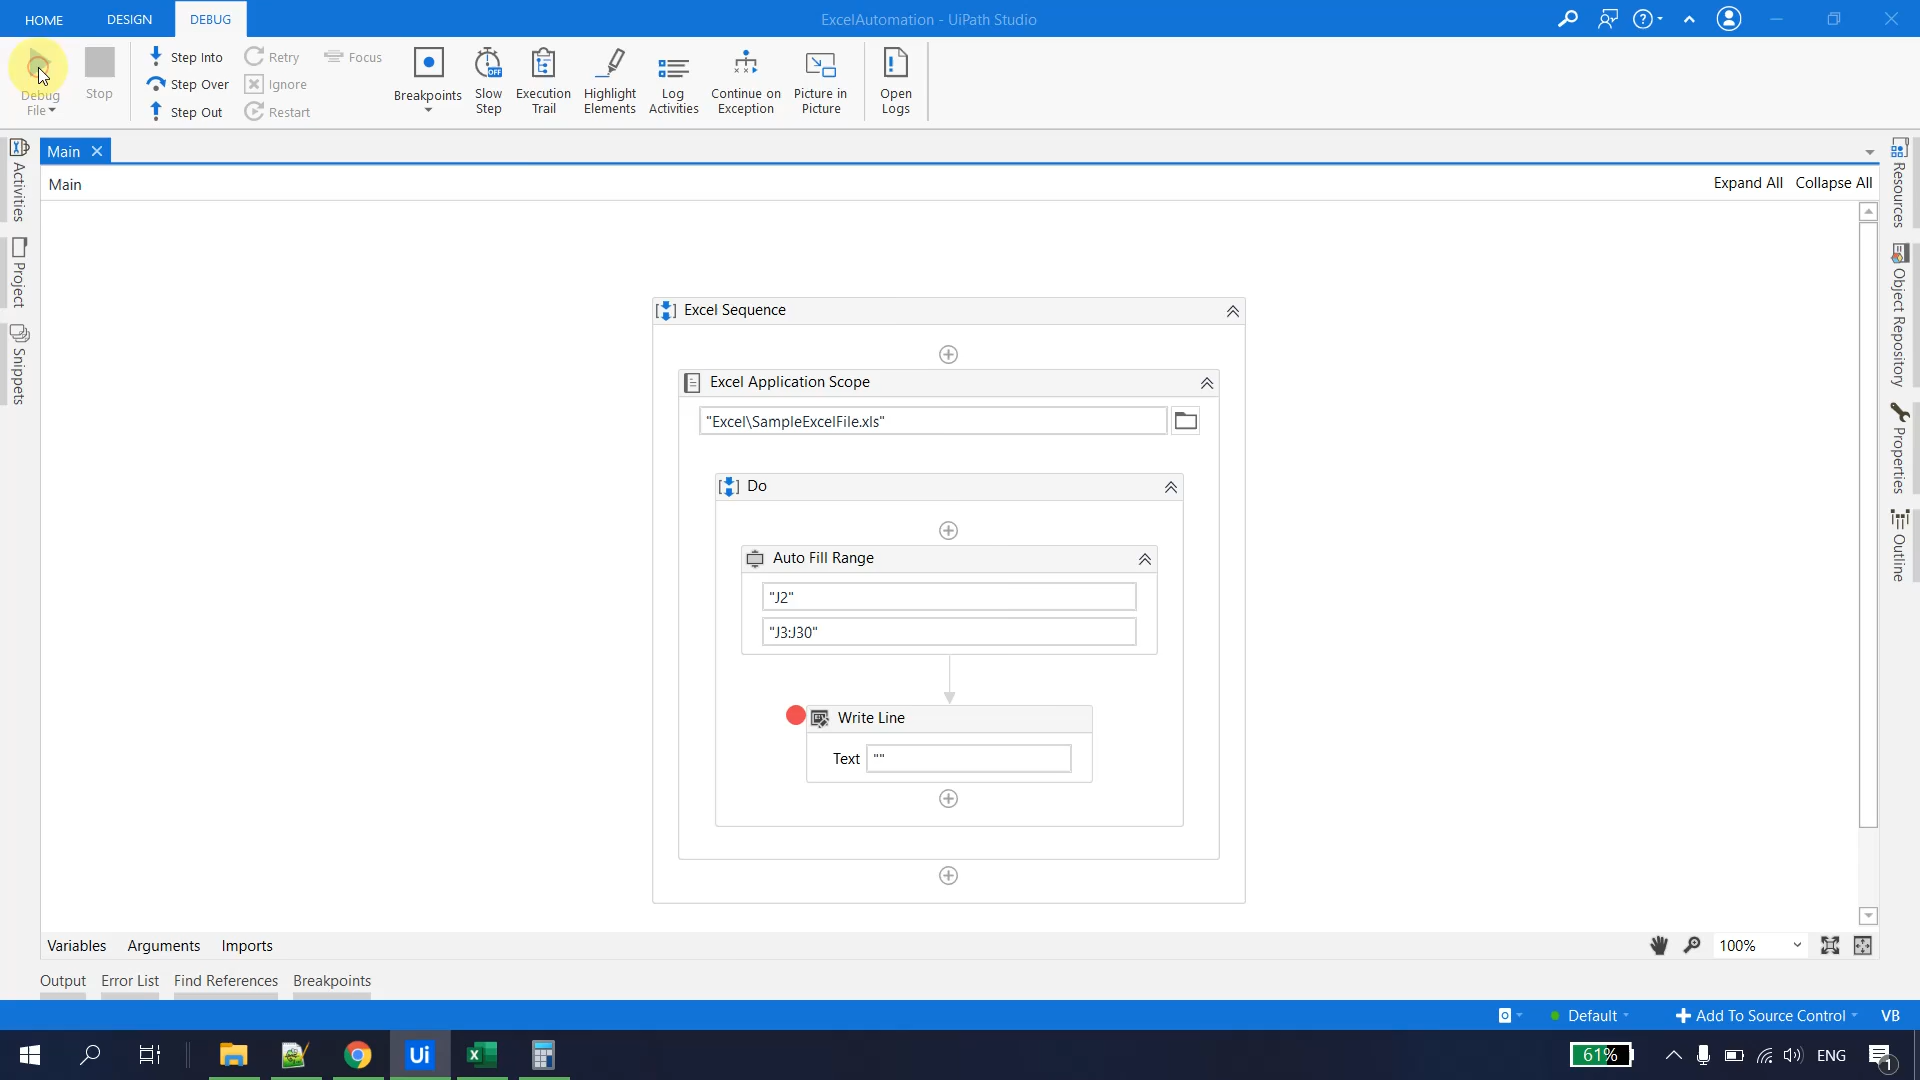 HOME DESIGN DEBUG ExcelAutomation - UiPath Studio
Debug File
Stop
Step Into
Step Over
Step Out
Retry
Ignore
Restart
Focus
Breakpoints
Slow Step
OFF
Execution Trail
Highlight Elements
Log Activities
Continue on Exception
Picture in Picture
Open Logs
Main
Main
Expand All Collapse All
Activities
Project
Snippets
Resources
Object Repository
Properties
Outline
Excel Sequence
Excel Application Scope
"Excel\SampleExcelFile.xls"
Do
Auto Fill Range
"J2"
"J3:J30"
Write Line
Text ""
Variables Arguments Imports
100%
Output Error List Find References Breakpoints
Default Add To Source Control VB
Ui
61%
ENG
1